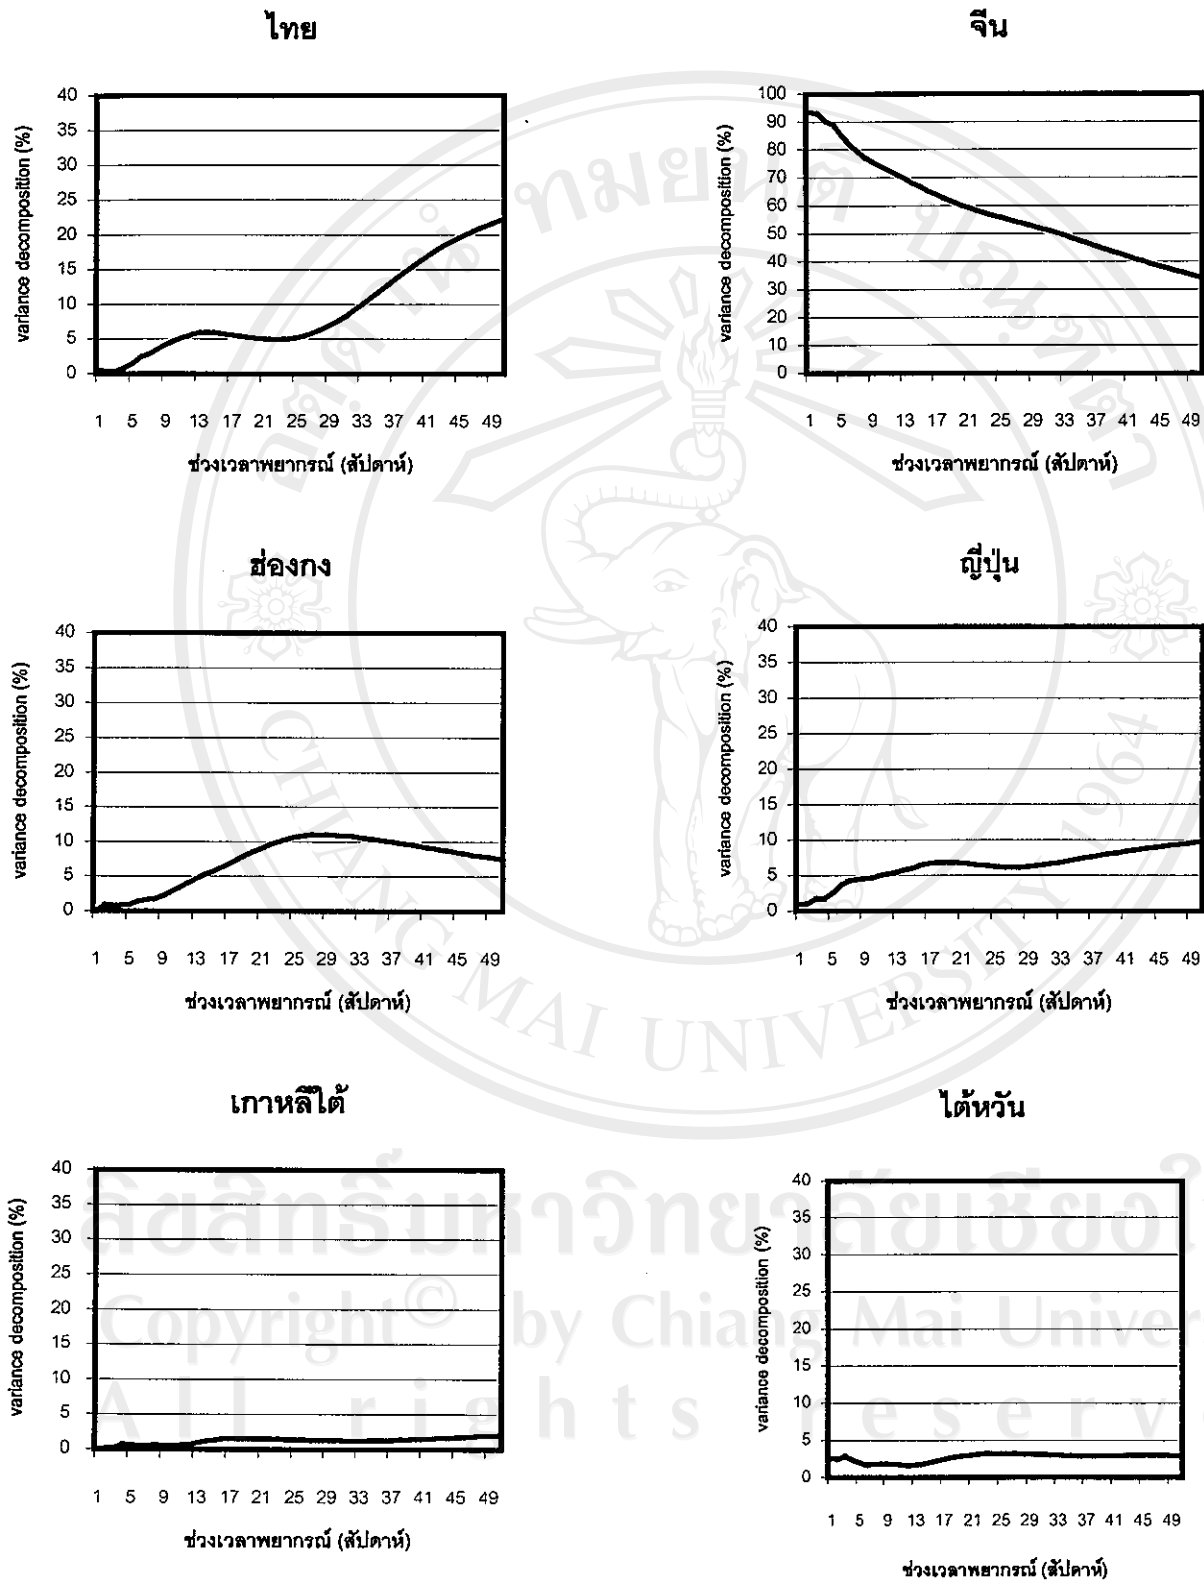 ไทย
40
35
30
25
20
15
10
5
0
variance decomposition (%)
1 5 9 13 17 21 25 29 33 37 41 45 49
ช่วงเวลาพยากรณ์ (สัปดาห์)
จีน
100
90
80
70
60
50
40
30
20
10
0
variance decomposition (%)
1 5 9 13 17 21 25 29 33 37 41 45 49
ช่วงเวลาพยากรณ์ (สัปดาห์)
ฮ่องกง
40
35
30
25
20
15
10
5
0
variance decomposition (%)
1 5 9 13 17 21 25 29 33 37 41 45 49
ช่วงเวลาพยากรณ์ (สัปดาห์)
ญี่ปุ่น
40
35
30
25
20
15
10
5
0
variance decomposition (%)
1 5 9 13 17 21 25 29 33 37 41 45 49
ช่วงเวลาพยากรณ์ (สัปดาห์)
เกาหลีใต้
40
35
30
25
20
15
10
5
0
variance decomposition (%)
1 5 9 13 17 21 25 29 33 37 41 45 49
ช่วงเวลาพยากรณ์ (สัปดาห์)
ไต้หวัน
40
35
30
25
20
15
10
5
0
variance decomposition (%)
1 5 9 13 17 21 25 29 33 37 41 45 49
ช่วงเวลาพยากรณ์ (สัปดาห์)
CHIANG MAI UNIVERSITY 1964
ลิขสิทธิ์มหาวิทยาลัยเชียงใ
Copyright© by Chiang Mai Univer
All rights reserv